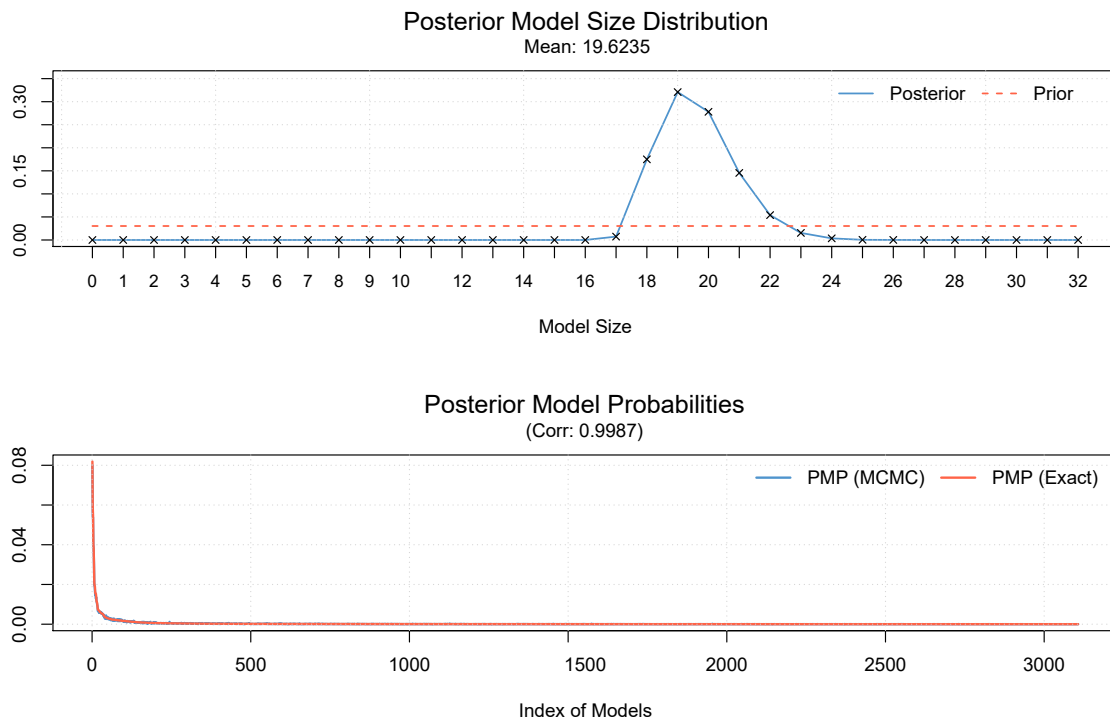 Posterior Model Size Distribution
Mean: 19.6235
Posterior Prior
0.30
0.15
0.00
0 1 2 3 4 5 6 7 8 9 10 12 14 16 18 20 22 24 26 28 30 32
Model Size
Posterior Model Probabilities
(Corr: 0.9987)
PMP (MCMC) PMP (Exact)
0.08
0.04
0.00
0 500 1000 1500 2000 2500 3000
Index of Models